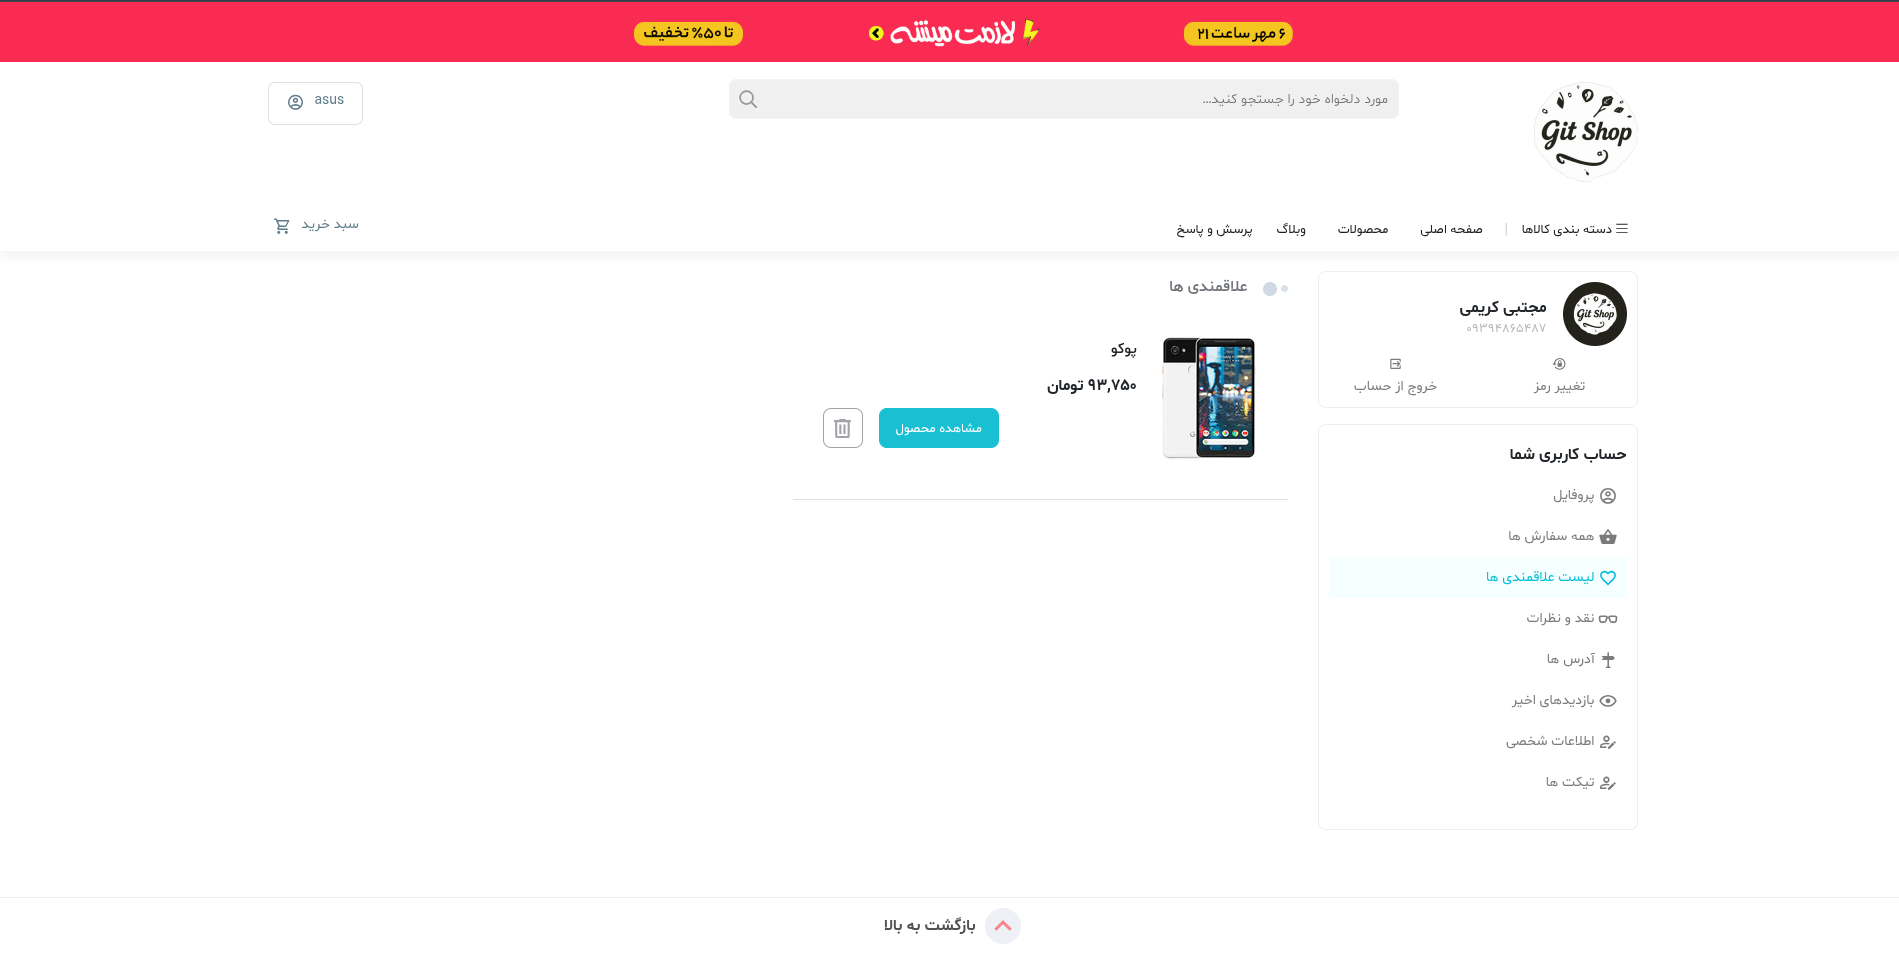 ۶ مهر ساعت ۲۱
لازمت میشه
تا ۵۰% تخفیف
Git Shop
مورد دلخواه خود را جستجو کنید...
asus
دسته بندی کالاها
|
صفحه اصلی
محصولات
وبلاگ
پرسش و پاسخ
سبد خرید
Git Shop
مجتبی کریمی
۰۹۳۹۴۸۶۵۴۸۷
تغییر رمز
خروج از حساب
حساب کاربری شما
پروفایل
همه سفارش ها
لیست علاقمندی ها
نقد و نظرات
آدرس ها
بازدیدهای اخیر
اطلاعات شخصی
تیکت ها
علاقمندی ها
پوکو
۹۳,۷۵۰ تومان
مشاهده محصول
بازگشت به بالا